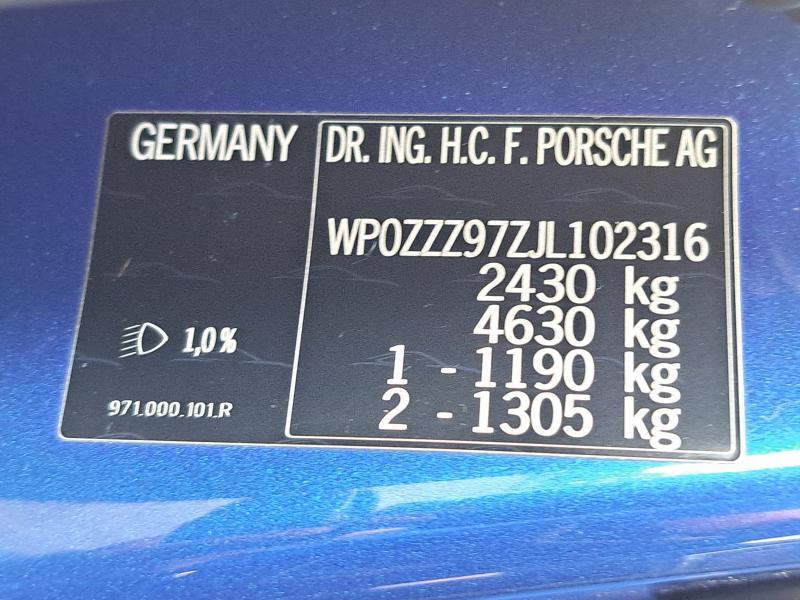 GERMANY
DR. ING. H.C. F. PORSCHE AG
WP0ZZZ97ZJL102316
2430 kg
4630 kg
1 - 1190 kg
2 - 1305 kg
1,0%
971.000.101.R